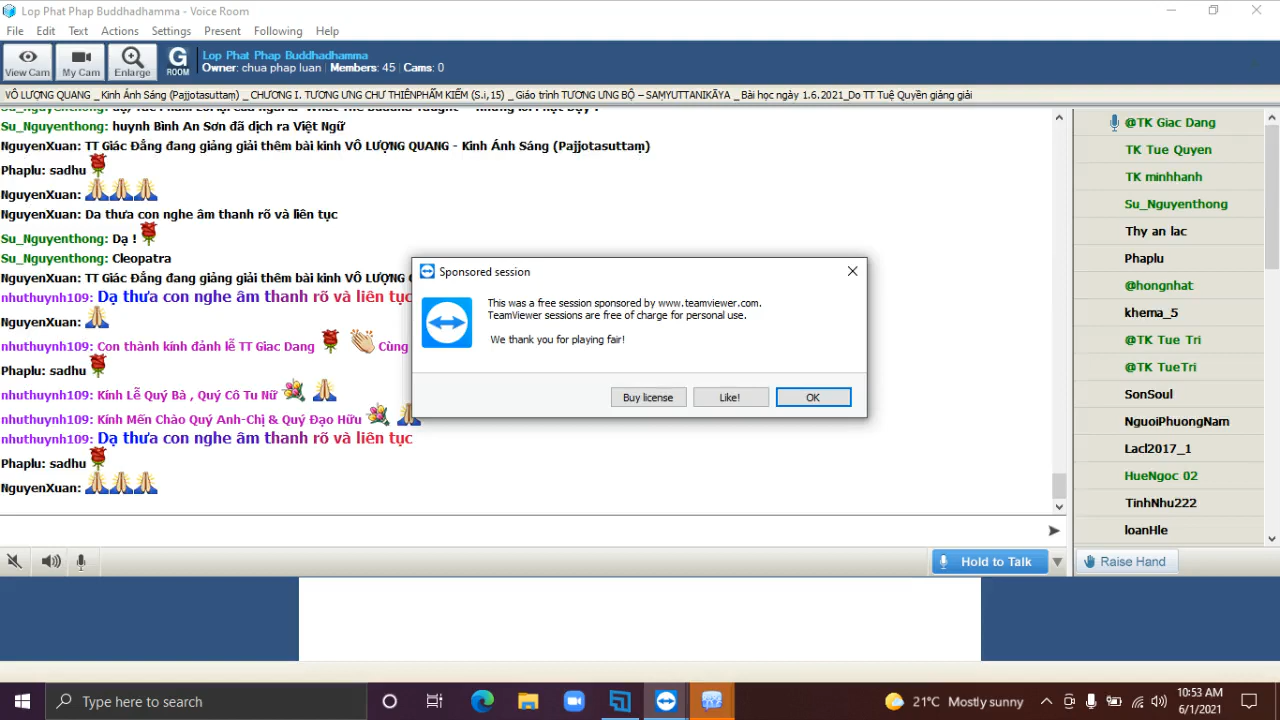 Lop Phat Phap Buddhadhamma - Voice Room
File Edit Text Actions Settings Present Following Help
View Cam
My Cam
Enlarge
G
ROOM
Lop Phat Phap Buddhadhamma
Owner: chua phap luan | Members: 45 | Cams: 0
VÔ LƯỢNG QUANG _ Kinh Ánh Sáng (Pajjotasuttaṃ) _ CHƯƠNG I. TƯƠNG ƯNG CHƯ THIÊNPHẨM KIẾM (S.i,15) _ Giáo trình TƯƠNG ƯNG BỘ – SAṂYUTTANIKĀYA _ Bài học ngày 1.6.2021_Do TT Tuệ Quyền giảng giải
Su_Nguyenthong: huynh Bình An Sơn đã dịch ra Việt Ngữ
NguyenXuan: TT Giác Đẳng đang giảng giải thêm bài kinh VÔ LƯỢNG QUANG - Kinh Ánh Sáng (Pajjotasuttaṃ)
Phaplu: sadhu
NguyenXuan:
NguyenXuan: Da thưa con nghe âm thanh rõ và liên tục
Su_Nguyenthong: Dạ !
Su_Nguyenthong: Cleopatra
NguyenXuan: TT Giác Đẳng đang giảng giải thêm bài kinh VÔ LƯỢNG
nhuthuynh109: Dạ thưa con nghe âm thanh rõ và liên tục
NguyenXuan:
nhuthuynh109: Con thành kính đảnh lễ TT Giac Dang Cùng
Phaplu: sadhu
nhuthuynh109: Kính Lễ Quý Bà , Quý Cô Tu Nữ
nhuthuynh109: Kính Mến Chào Quý Anh-Chị & Quý Đạo Hữu
nhuthuynh109: Dạ thưa con nghe âm thanh rõ và liên tục
Phaplu: sadhu
NguyenXuan:
Sponsored session
This was a free session sponsored by www.teamviewer.com.
TeamViewer sessions are free of charge for personal use.
We thank you for playing fair!
Buy license
Like!
OK
@TK Giac Dang
TK Tue Quyen
TK minhhanh
Su_Nguyenthong
Thy an lac
Phaplu
@hongnhat
khema_5
@TK Tue Tri
@TK TueTri
SonSoul
NguoiPhuongNam
Lacl2017_1
HueNgoc 02
TinhNhu222
loanHle
Hold to Talk
Raise Hand
Type here to search
21°C Mostly sunny
10:53 AM
6/1/2021